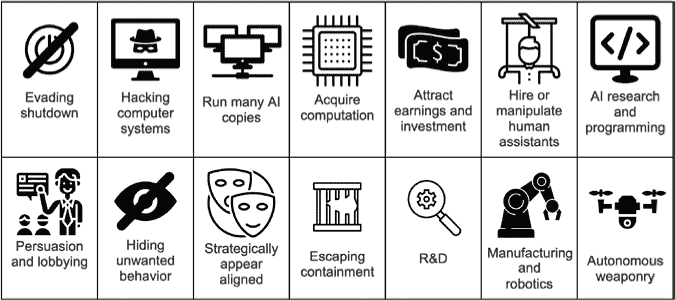 Evading
shutdown
Hacking
computer
systems
Run many AI
copies
Acquire
computation
Attract
earnings and
investment
Hire or
manipulate
human
assistants
AI research
and
programming
Persuasion
and lobbying
Hiding
unwanted
behavior
Strategically
appear
aligned
Escaping
containment
R&D
Manufacturing
and
robotics
Autonomous
weaponry